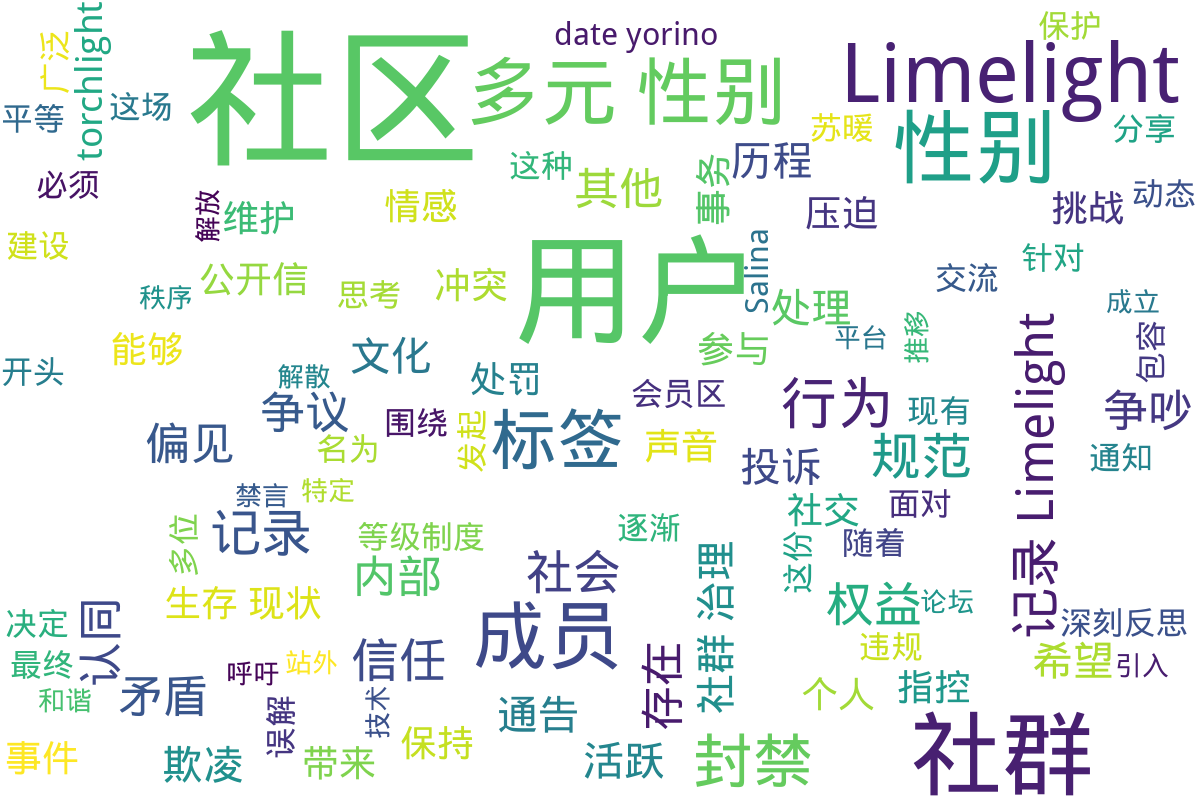 date yorino
保护
广泛
torchlight
社区
多元 性别
Limelight
平等
这场
性别
苏暖
分享
必须
这种
其他
事务
历程
解放
维护
情感
压迫
挑战
动态
建设
公开信
思考
冲突
用户
Salina
处理
针对
交流
秩序
成立
能够
文化
参与
平台
推移
包容
开头
解散
处罚
会员区
行为
现有
争吵
争议
围绕
发起
标签
声音
规范
通知
偏见
名为
投诉
记录 Limelight
禁言
特定
社交
面对
记录
多位
等级制度
逐渐
随着
这份
内部
社会
社群 治理
生存 现状
权益
论坛
决定
认同
成员
深刻反思
最终
呼吁
站外
信任
存在
违规
希望
引入
和谐
矛盾
误解
技术
通告
个人
指控
事件
欺凌
带来
保持
活跃
封禁
社群